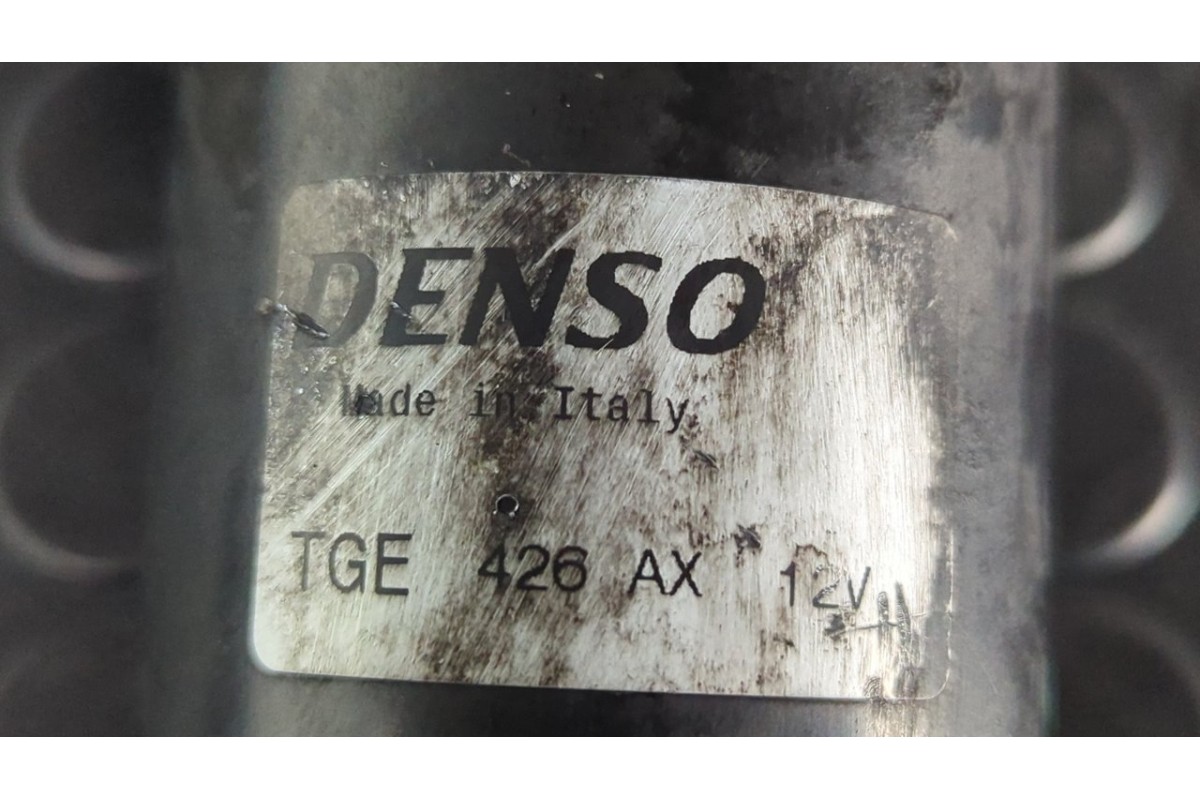 DENSO
Made in Italy
TGE 426 AX 12V